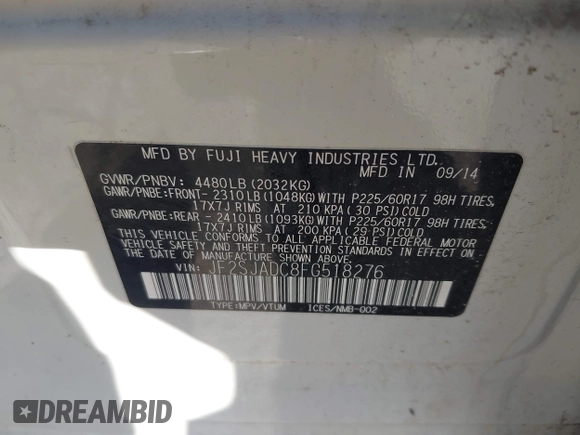 MFD BY FUJI HEAVY INDUSTRIES LTD.
MFD IN 09/14
GVWR/PNBV: 4480LB(2032KG)
GAWR/PNBE:FRONT-2310LB(1048KG)WITH P225/60R17 98H TIRES,
17X7J RIMS AT 210 KPA( 30 PSI)COLD
GAWR/PNBE:REAR -2410LB(1093KG)WITH P225/60R17 98H TIRES,
17X7J RIMS AT 200 KPA( 29 PSI)COLD
THIS VEHICLE CONFORMS TO ALL APPLICABLE FEDERAL MOTOR
VEHICLE SAFETY AND THEFT PREVENTION STANDARDS IN EFFECT ON
THE DATE OF MANUFACTURE SHOWN ABOVE.
VIN: JF2SJADC8FG518276
TYPE:MPV/VTUM ICES/NMB-002
DREAMBID